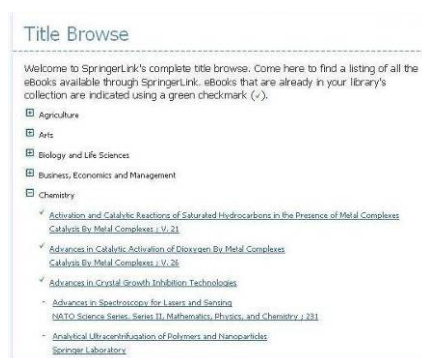 Title Browse
Welcome to SpringerLink's complete title browse. Come here to find a listing of all the
eBooks available through SpringerLink. eBooks that are already in your library's
collection are indicated using a green checkmark (✓).
Agriculture
Arts
Biology and Life Sciences
Business, Economics and Management
Chemistry
✓ Activation and Catalytic Reactions of Saturated Hydrocarbons in the Presence of Metal Complexes
Catalysis By Metal Complexes ; V. 21
✓ Advances in Catalytic Activation of Dioxygen By Metal Complexes
Catalysis By Metal Complexes ; V. 26
✓ Advances in Crystal Growth Inhibition Technologies
- Advances in Spectroscopy for Lasers and Sensing
NATO Science Series. Series II, Mathematics, Physics, and Chemistry ; 231
- Analytical Ultracentrifugation of Polymers and Nanoparticles
Springer Laboratory